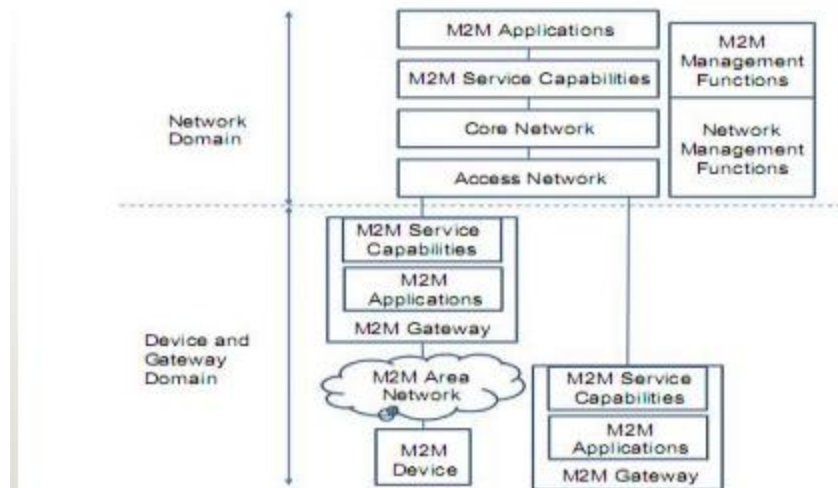 M2M Applications
M2M Service Capabilities
Core Network
Access Network
M2M
Management
Functions
Network
Management
Functions
Network
Domain
M2M Service
Capabilities
M2M
Applications
M2M Gateway
Device and
Gateway
Domain
M2M Area
Network
M2M
Device
M2M Service
Capabilities
M2M
Applications
M2M Gateway